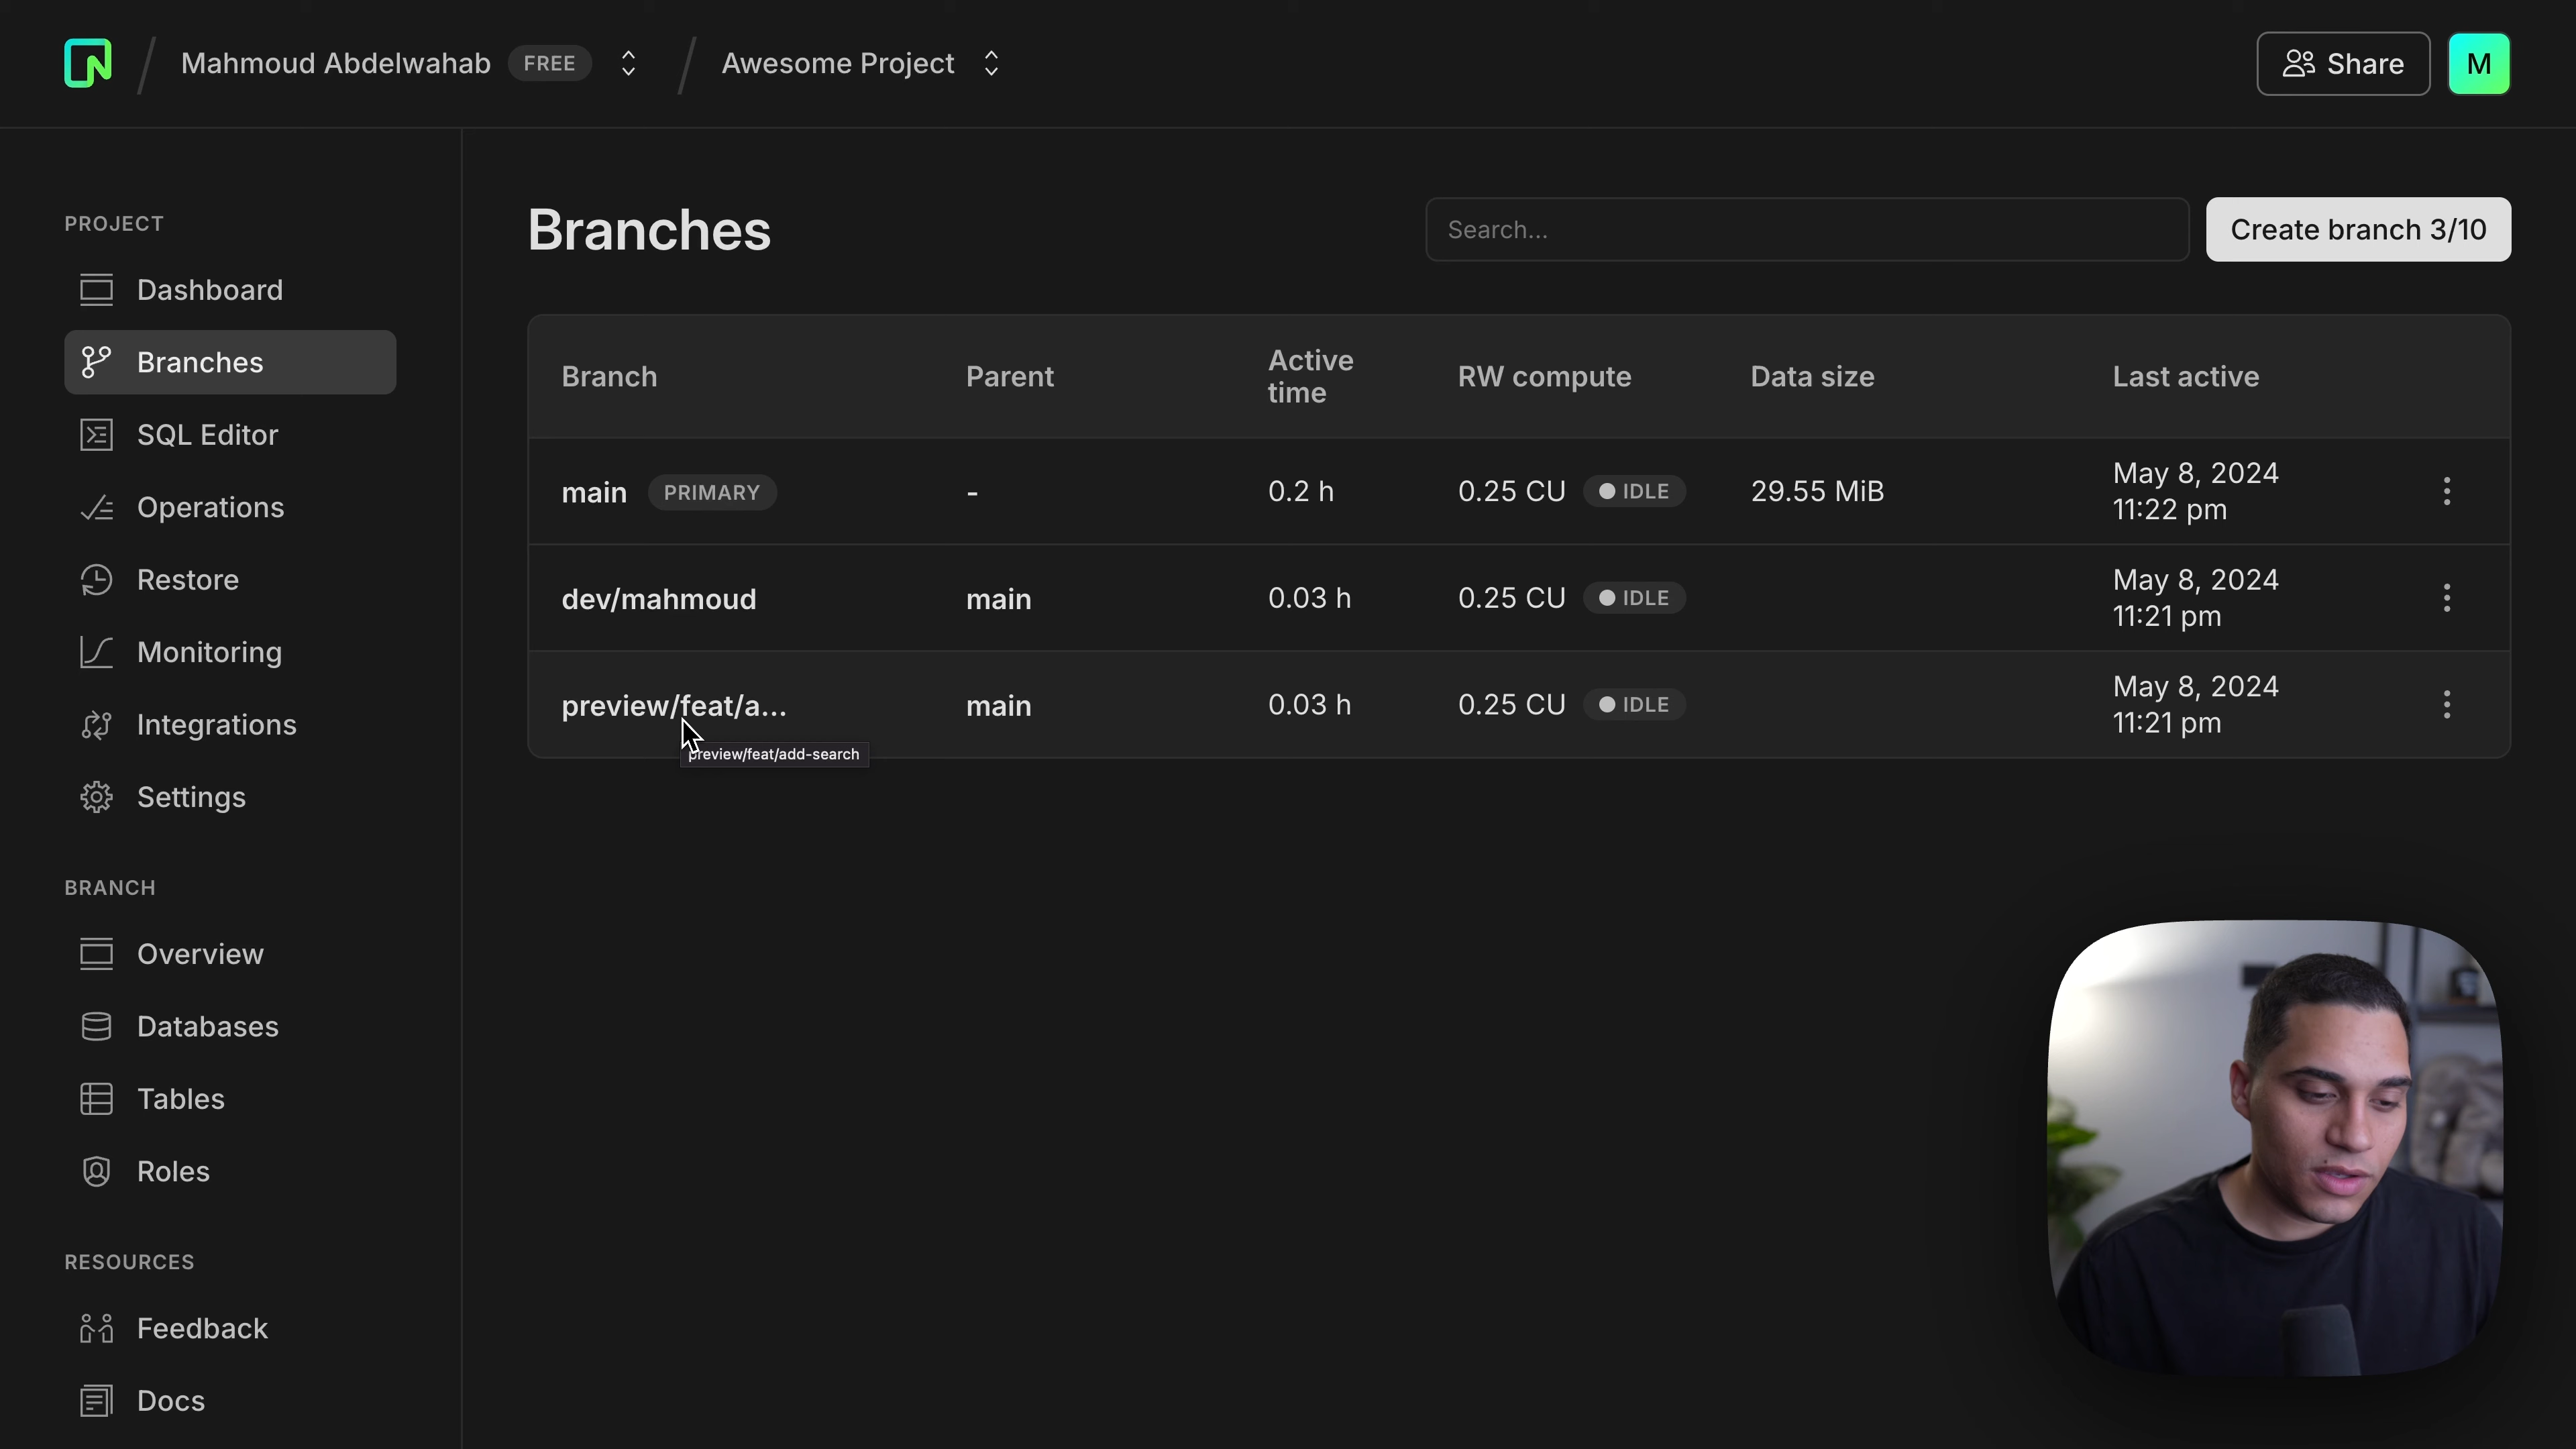 Mahmoud Abdelwahab FREE
Awesome Project
Share
M
PROJECT
Dashboard
Branches
SQL Editor
Operations
Restore
Monitoring
Integrations
Settings
BRANCH
Overview
Databases
Tables
Roles
RESOURCES
Feedback
Docs
Branches
Search...
Create branch 3/10
Branch Parent Active time RW compute Data size Last active
main PRIMARY - 0.2 h 0.25 CU IDLE 29.55 MiB May 8, 2024
11:22 pm
dev/mahmoud main 0.03 h 0.25 CU IDLE May 8, 2024
11:21 pm
preview/feat/a... main 0.03 h 0.25 CU IDLE May 8, 2024
11:21 pm
preview/feat/add-search